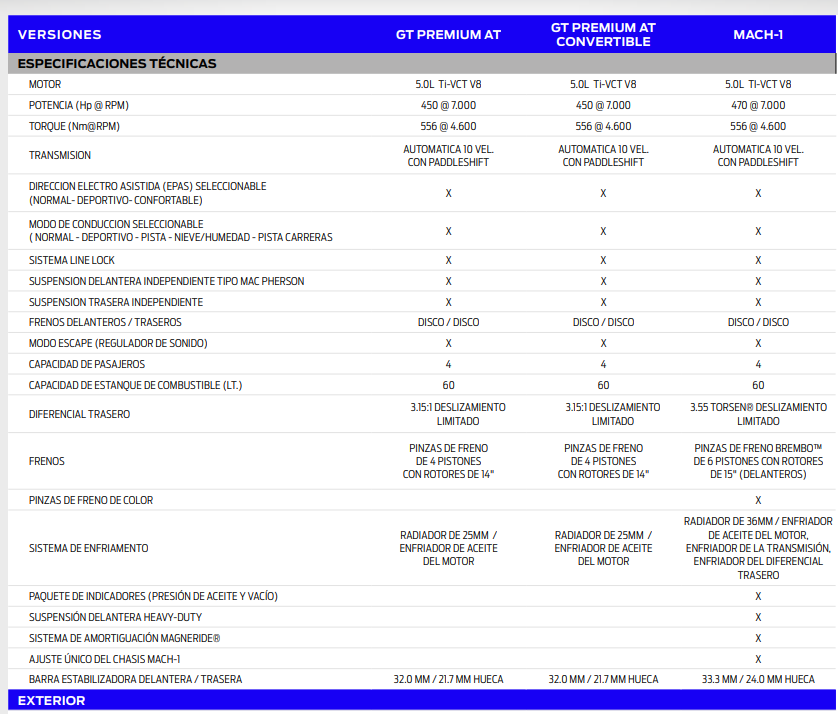 VERSIONES GT PREMIUM AT GT PREMIUM AT CONVERTIBLE MACH-1
ESPECIFICACIONES TÉCNICAS
MOTOR 5.0L Ti-VCT V8 5.0L Ti-VCT V8 5.0L Ti-VCT V8
POTENCIA (Hp @ RPM) 450 @ 7.000 450 @ 7.000 470 @ 7.000
TORQUE (Nm@RPM) 556 @ 4.600 556 @ 4.600 556 @ 4.600
TRANSMISION AUTOMATICA 10 VEL. CON PADDLESHIFT AUTOMATICA 10 VEL. CON PADDLESHIFT AUTOMATICA 10 VEL. CON PADDLESHIFT
DIRECCION ELECTRO ASISTIDA (EPAS) SELECCIONABLE
(NORMAL- DEPORTIVO- CONFORTABLE) X X X
MODO DE CONDUCCION SELECCIONABLE
( NORMAL - DEPORTIVO - PISTA - NIEVE/HUMEDAD - PISTA CARRERAS X X X
SISTEMA LINE LOCK X X X
SUSPENSION DELANTERA INDEPENDIENTE TIPO MAC PHERSON X X X
SUSPENSION TRASERA INDEPENDIENTE X X X
FRENOS DELANTEROS / TRASEROS DISCO / DISCO DISCO / DISCO DISCO / DISCO
MODO ESCAPE (REGULADOR DE SONIDO) X X X
CAPACIDAD DE PASAJEROS 4 4 4
CAPACIDAD DE ESTANQUE DE COMBUSTIBLE (LT.) 60 60 60
DIFERENCIAL TRASERO 3.15:1 DESLIZAMIENTO LIMITADO 3.15:1 DESLIZAMIENTO LIMITADO 3.55 TORSEN® DESLIZAMIENTO LIMITADO
FRENOS PINZAS DE FRENO DE 4 PISTONES CON ROTORES DE 14" PINZAS DE FRENO DE 4 PISTONES CON ROTORES DE 14" PINZAS DE FRENO BREMBO™ DE 6 PISTONES CON ROTORES DE 15" (DELANTEROS)
PINZAS DE FRENO DE COLOR X
SISTEMA DE ENFRIAMENTO RADIADOR DE 25MM / ENFRIADOR DE ACEITE DEL MOTOR RADIADOR DE 25MM / ENFRIADOR DE ACEITE DEL MOTOR RADIADOR DE 36MM / ENFRIADOR DE ACEITE DEL MOTOR, ENFRIADOR DE LA TRANSMISIÓN, ENFRIADOR DEL DIFERENCIAL TRASERO
PAQUETE DE INDICADORES (PRESIÓN DE ACEITE Y VACÍO) X
SUSPENSIÓN DELANTERA HEAVY-DUTY X
SISTEMA DE AMORTIGUACIÓN MAGNERIDE® X
AJUSTE ÚNICO DEL CHASIS MACH-1 X
BARRA ESTABILIZADORA DELANTERA / TRASERA 32.0 MM / 21.7 MM HUECA 32.0 MM / 21.7 MM HUECA 33.3 MM / 24.0 MM HUECA
EXTERIOR